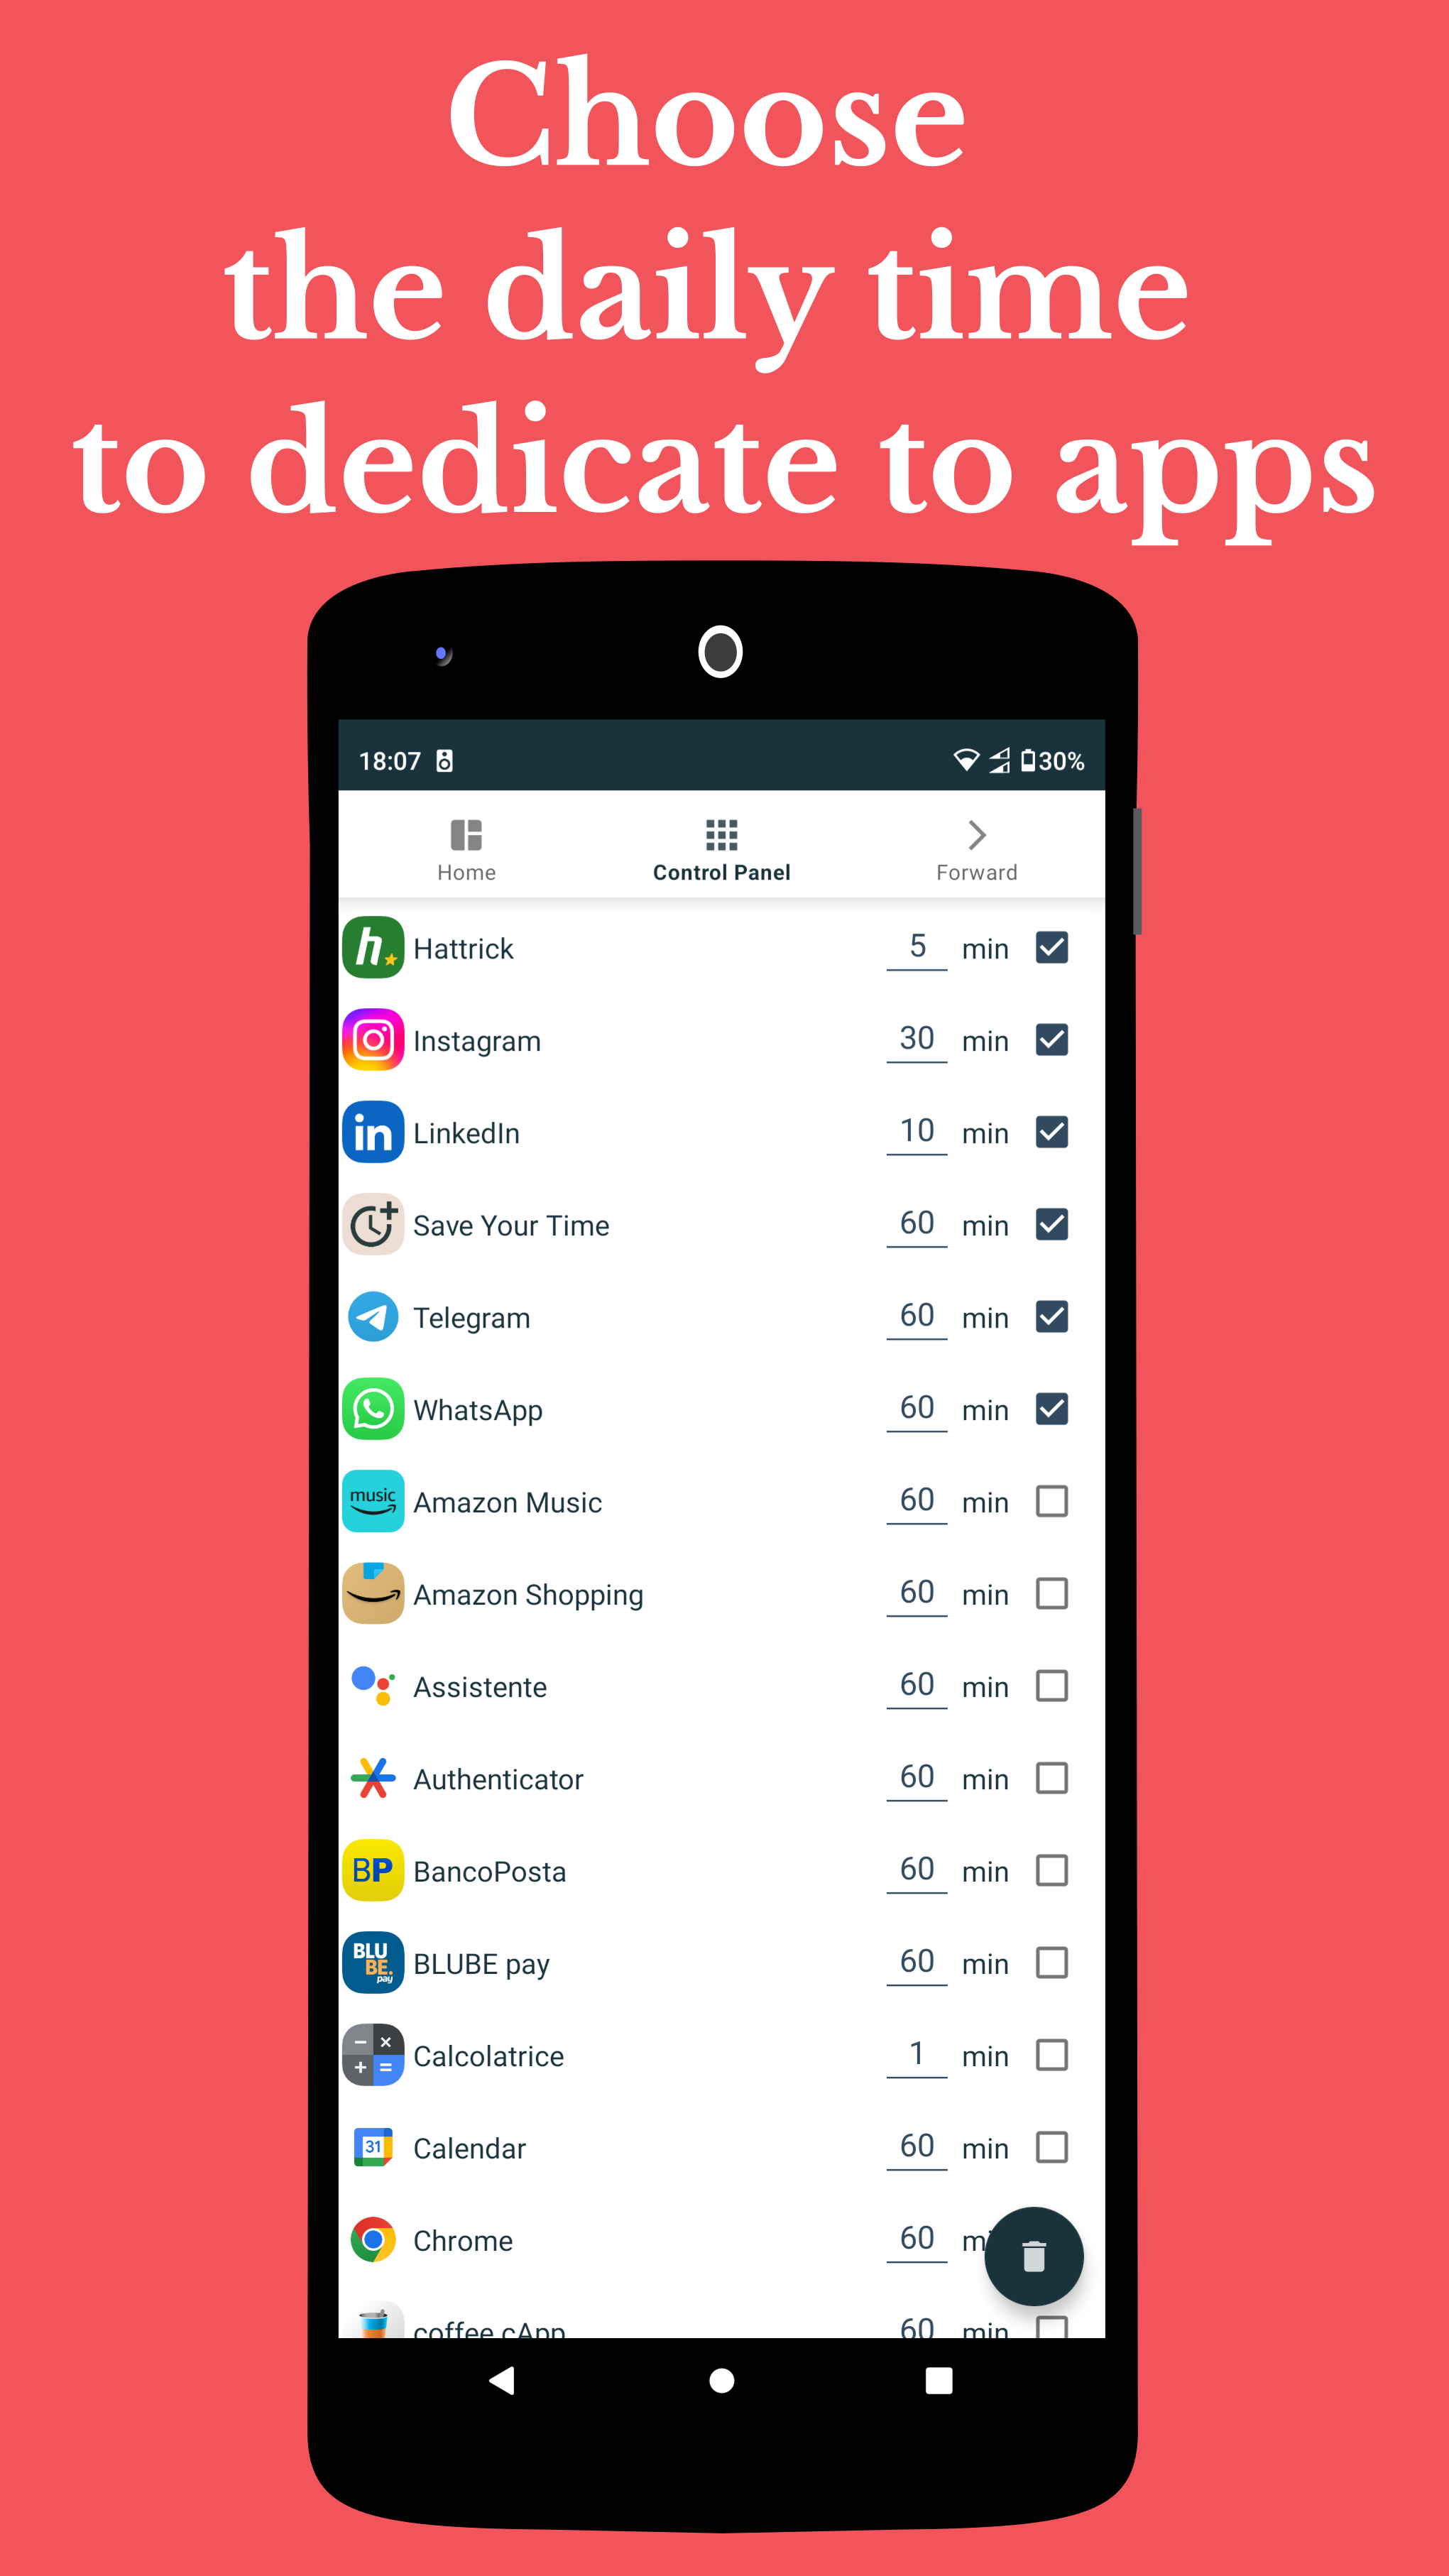 Choose
the daily time
to dedicate to apps
18:07 30%
Home Control Panel Forward
h Hattrick 5 min
Instagram 30 min
in LinkedIn 10 min
Save Your Time 60 min
Telegram 60 min
WhatsApp 60 min
music Amazon Music 60 min
Amazon Shopping 60 min
Assistente 60 min
Authenticator 60 min
BP BancoPosta 60 min
BLU
BE.
pay
BLUBE pay 60 min
Calcolatrice 1 min
31 Calendar 60 min
Chrome 60 m
coffee cApp 60 min